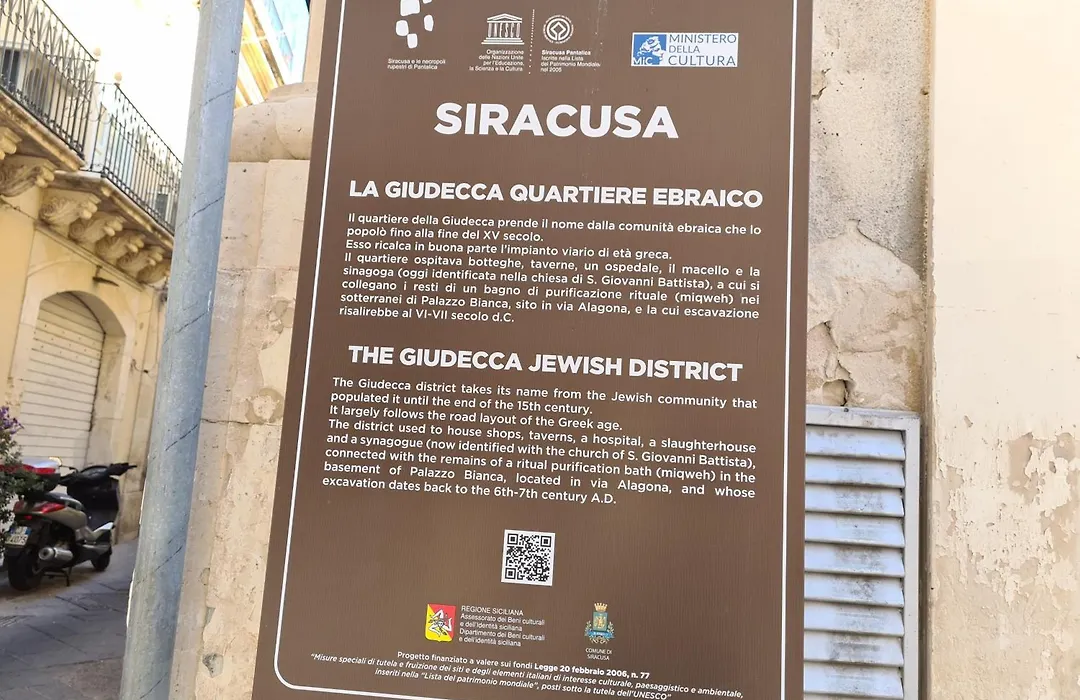 Siracusa e le necropoli
rupestri di Pantalica
Organizzazione
delle Nazioni Unite
per l'Educazione,
la Scienza e la Cultura
Siracusa Pantalica
Iscritte nella Lista
del Patrimonio Mondiale
nel 2005
MiC
MINISTERO
DELLA
CULTURA
SIRACUSA
LA GIUDECCA QUARTIERE EBRAICO
Il quartiere della Giudecca prende il nome dalla comunità ebraica che lo
popolò fino alla fine del XV secolo.
Esso ricalca in buona parte l'impianto viario di età greca.
Il quartiere ospitava botteghe, taverne, un ospedale, il macello e la
sinagoga (oggi identificata nella chiesa di S. Giovanni Battista), a cui si
collegano i resti di un bagno di purificazione rituale (miqweh) nei
sotterranei di Palazzo Bianca, sito in via Alagona, e la cui escavazione
risalirebbe al VI-VII secolo d.C.
THE GIUDECCA JEWISH DISTRICT
The Giudecca district takes its name from the Jewish community that
populated it until the end of the 15th century.
It largely follows the road layout of the Greek age.
The district used to house shops, taverns, a hospital, a slaughterhouse
and a synagogue (now identified with the church of S. Giovanni Battista),
connected with the remains of a ritual purification bath (miqweh) in the
basement of Palazzo Bianca, located in via Alagona, and whose
excavation dates back to the 6th-7th century A.D.
REGIONE SICILIANA
Assessorato dei Beni culturali
e dell'identità siciliana
Dipartimento dei Beni culturali
e dell'identità siciliana
COMUNE DI
SIRACUSA
Progetto finanziato a valere sui fondi Legge 20 febbraio 2006, n. 77
"Misure speciali di tutela e fruizione dei siti e degli elementi italiani di interesse culturale, paesaggistico e ambientale,
inseriti nella "Lista del patrimonio mondiale", posti sotto la tutela dell'UNESCO"